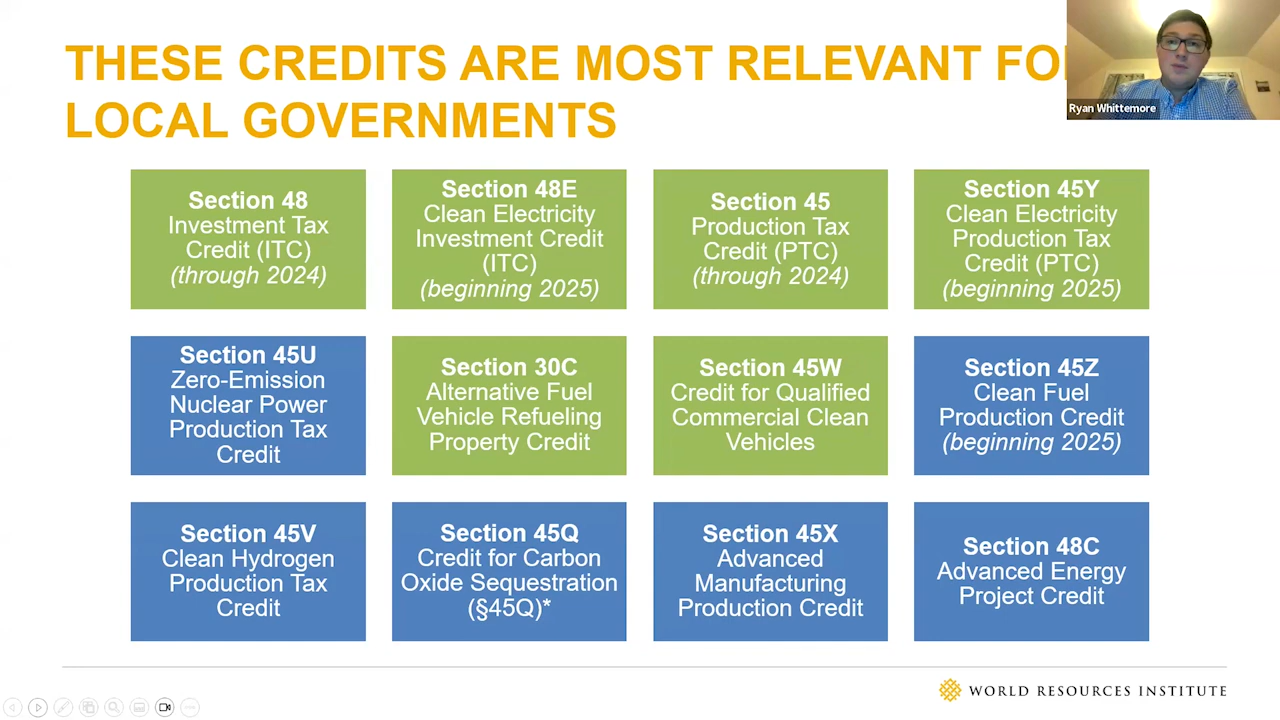 THESE CREDITS ARE MOST RELEVANT FO
LOCAL GOVERNMENTS
Ryan Whittemore
Section 48
Investment Tax
Credit (ITC)
(through 2024)
Section 48E
Clean Electricity
Investment Credit
(ITC)
(beginning 2025)
Section 45
Production Tax
Credit (PTC)
(through 2024)
Section 45Y
Clean Electricity
Production Tax
Credit (PTC)
(beginning 2025)
Section 45U
Zero-Emission
Nuclear Power
Production Tax
Credit
Section 30C
Alternative Fuel
Vehicle Refueling
Property Credit
Section 45W
Credit for Qualified
Commercial Clean
Vehicles
Section 45Z
Clean Fuel
Production Credit
(beginning 2025)
Section 45V
Clean Hydrogen
Production Tax
Credit
Section 45Q
Credit for Carbon
Oxide Sequestration
(§45Q)*
Section 45X
Advanced
Manufacturing
Production Credit
Section 48C
Advanced Energy
Project Credit
WORLD RESOURCES INSTITUTE